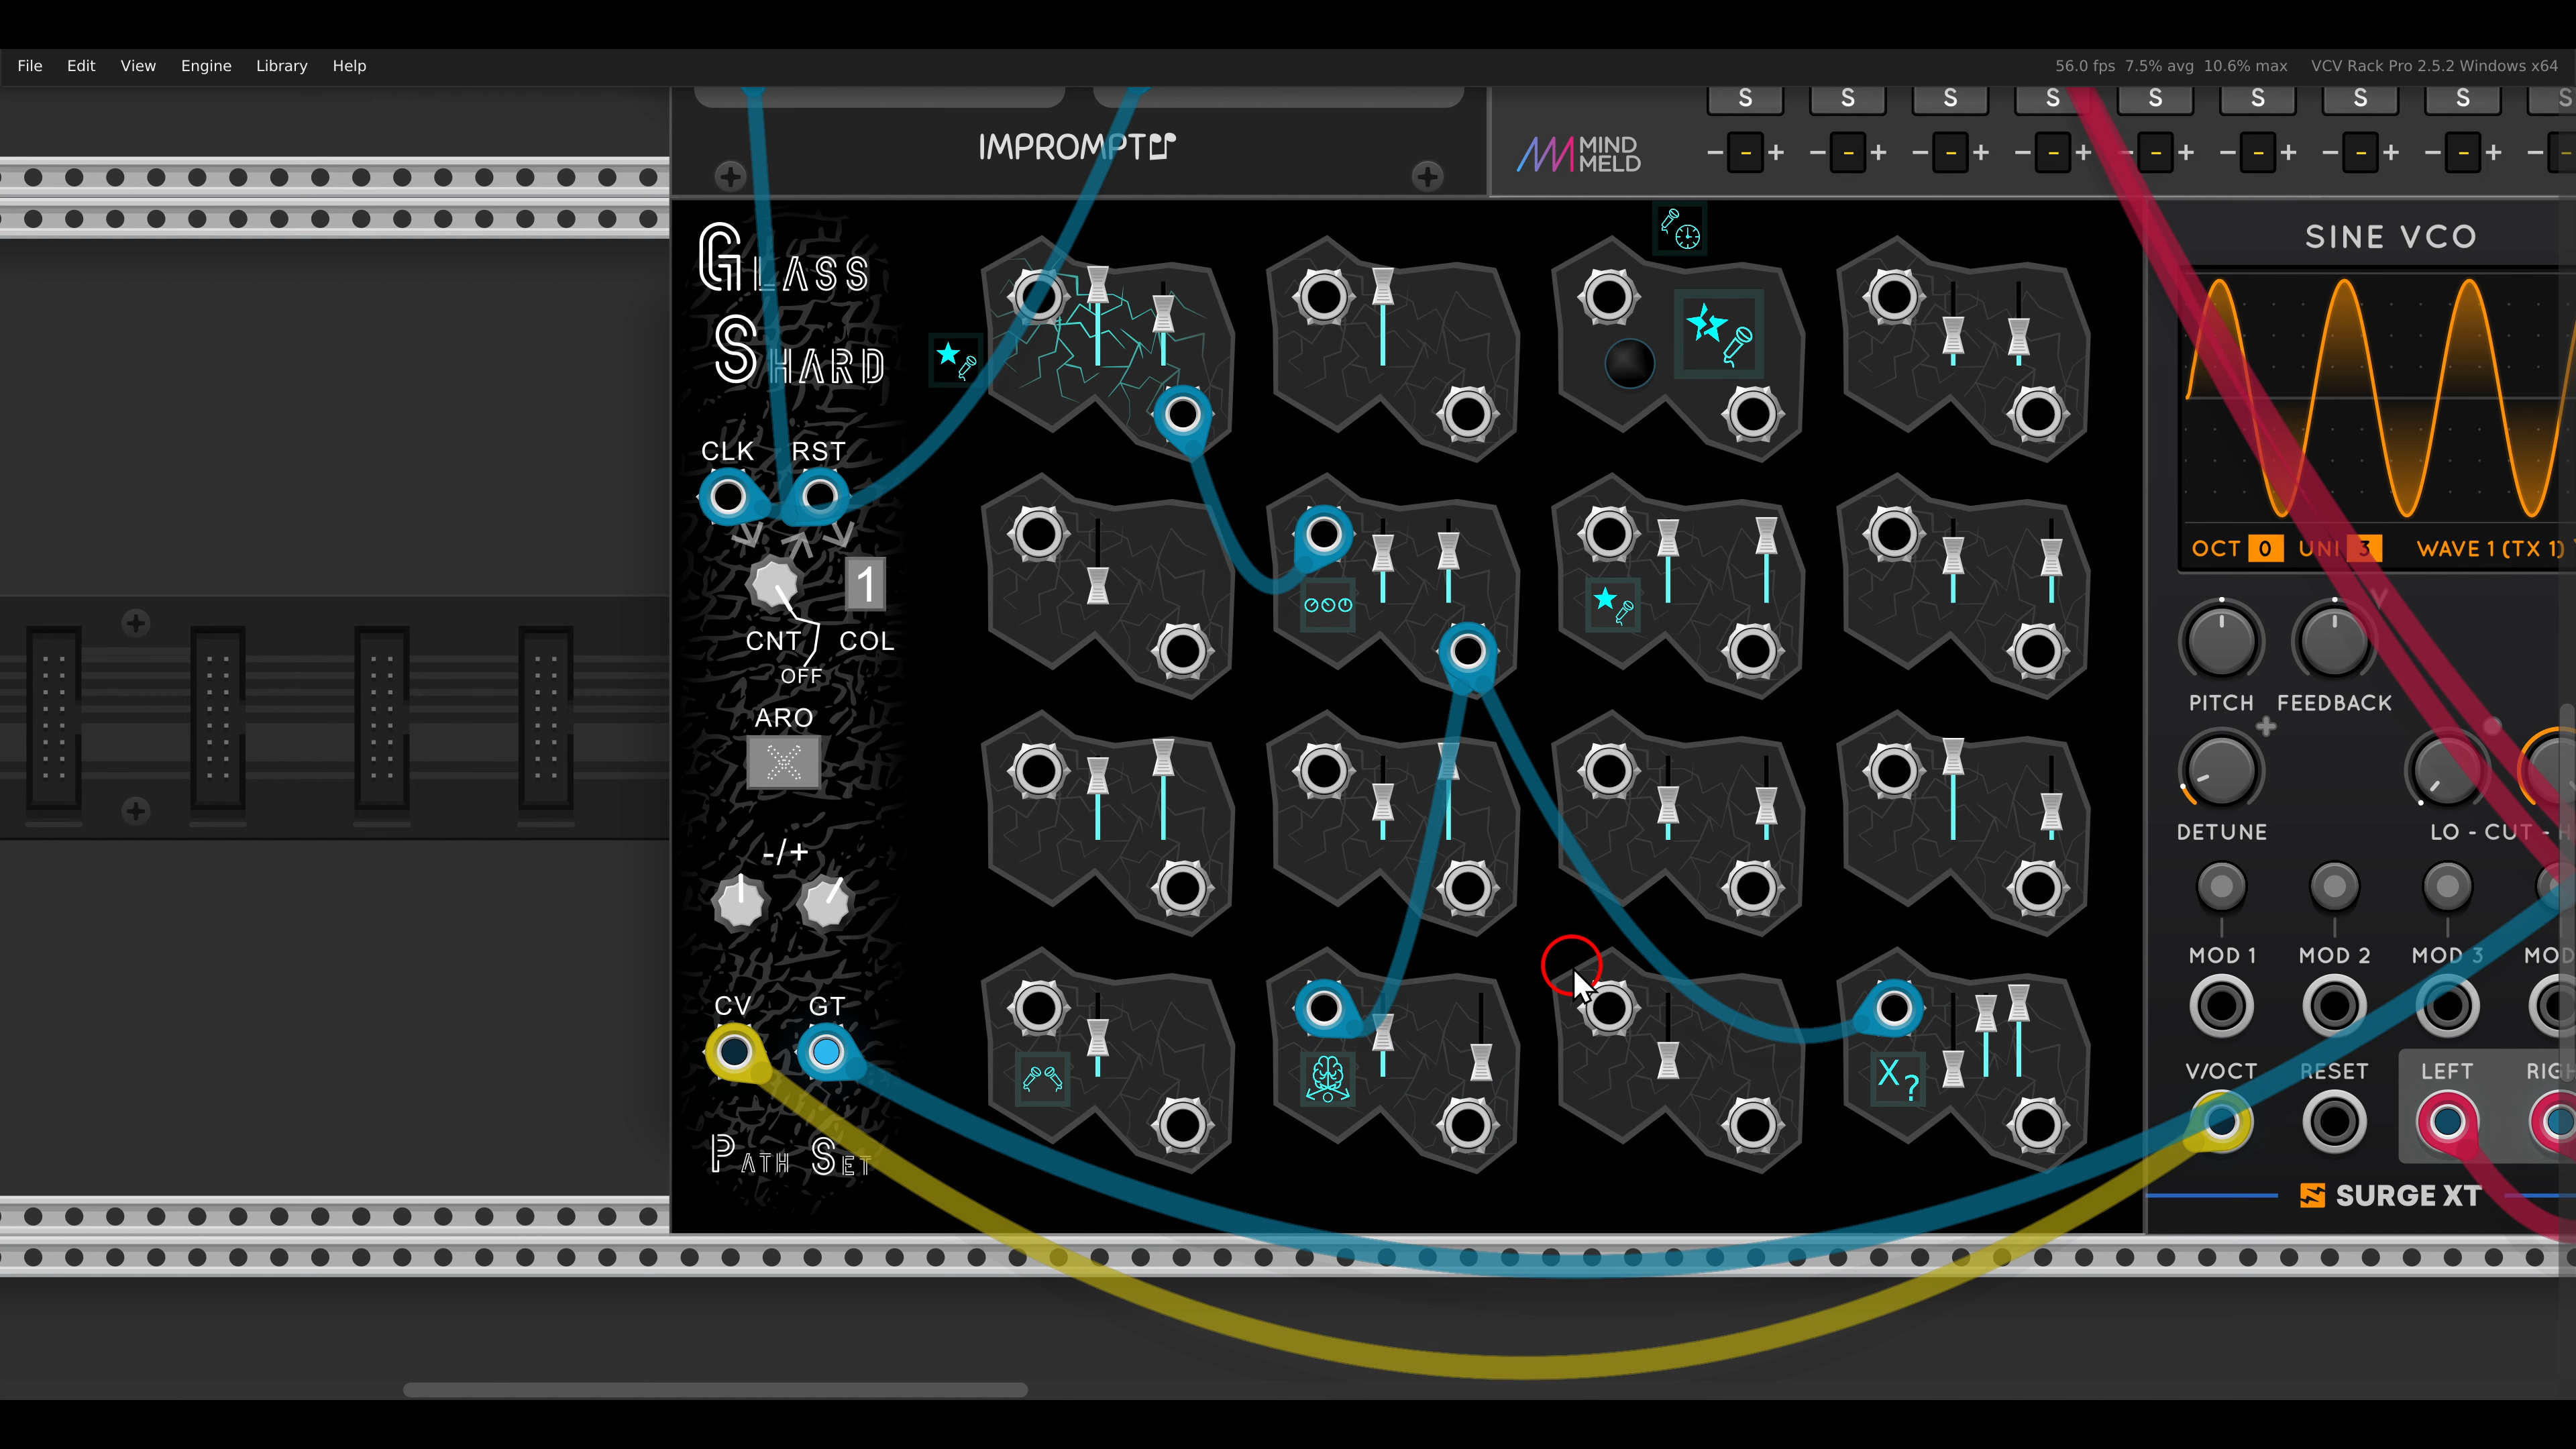 File Edit View Engine Library Help
56.0 fps 7.5% avg 10.6% max VCV Rack Pro 2.5.2 Windows x64
S S S S S S S S S
IMPROMPTU
MIND
MELD
- - + - - + - - + - - + - - + - - + - - + - - + - -
GLASS
SHARD
SINE VCO
CLK RST
1
CNT COL
OFF
OCT 0 UNI 3 WAVE 1 (TX 1)
ARO
PITCH FEEDBACK
-/+
DETUNE LO - CUT -
CV GT
MOD 1 MOD 2 MOD 3 MOD
X?
V/OCT RESET LEFT
PATH SET
SURGE XT